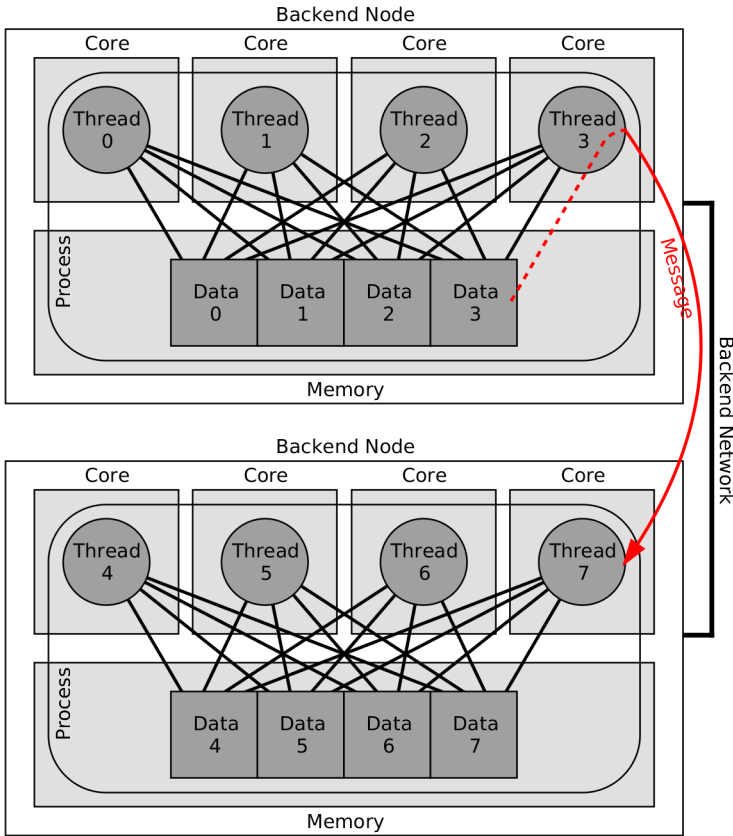 Backend Node
Core Core Core Core
Thread Thread Thread Thread
0 1 2 3
Process
Data Data Data Data
0 1 2 3
Memory
Message
Backend Network
Backend Node
Core Core Core Core
Thread Thread Thread Thread
4 5 6 7
Process
Data Data Data Data
4 5 6 7
Memory